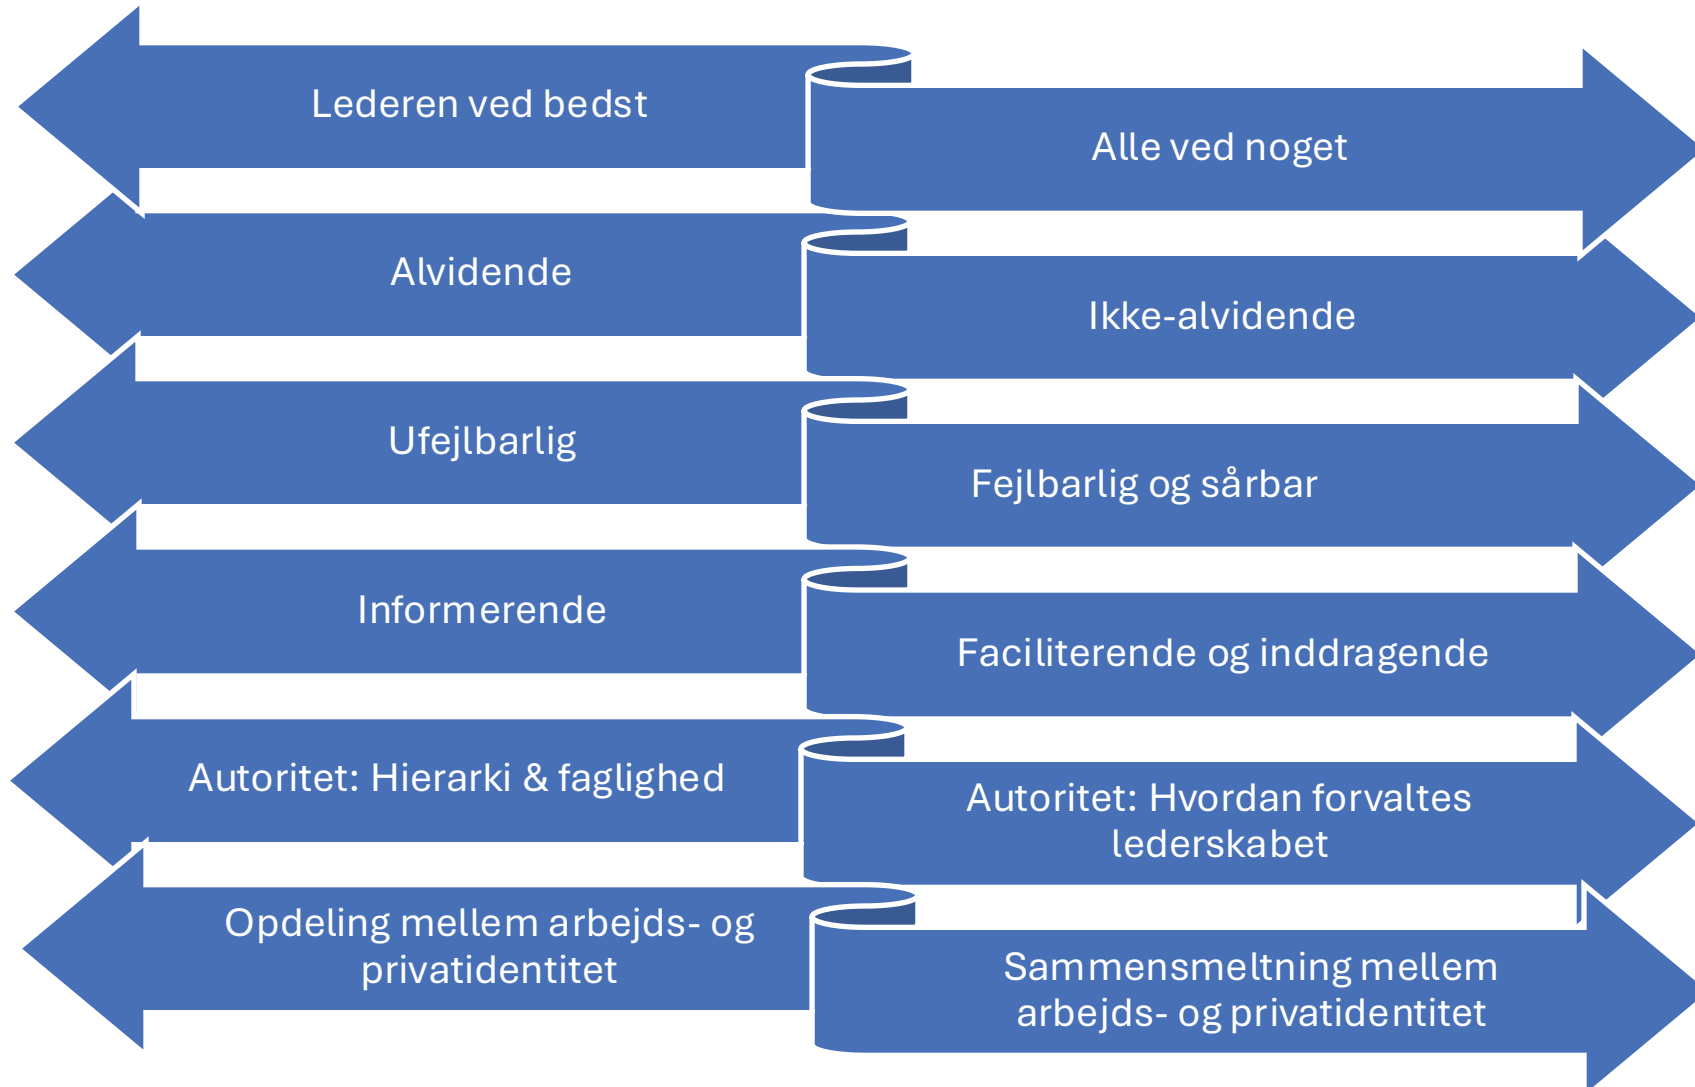 Lederen ved bedst
Alle ved noget
Alvidende
Ikke-alvidende
Ufejlbarlig
Fejlbarlig og sårbar
Informerende
Faciliterende og inddragende
Autoritet: Hierarki & faglighed
Autoritet: Hvordan forvaltes
lederskabet
Opdeling mellem arbejds- og
privatidentitet
Sammensmeltning mellem
arbejds- og privatidentitet